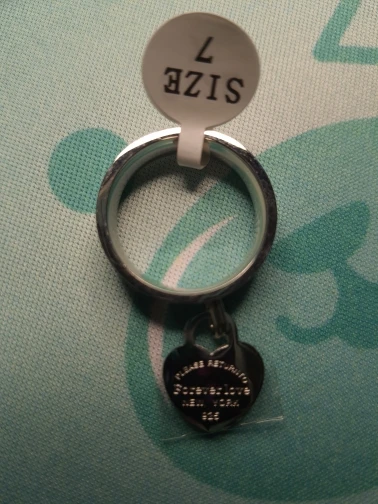 SIZE
7
PLEASE RETURN TO
Foreverlove
NEW YORK
925